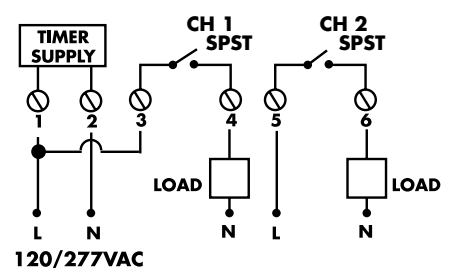 CH 1
SPST
CH 2
SPST
TIMER
SUPPLY
1 2 3 4 5 6
LOAD
LOAD
L N N L N
120/277VAC